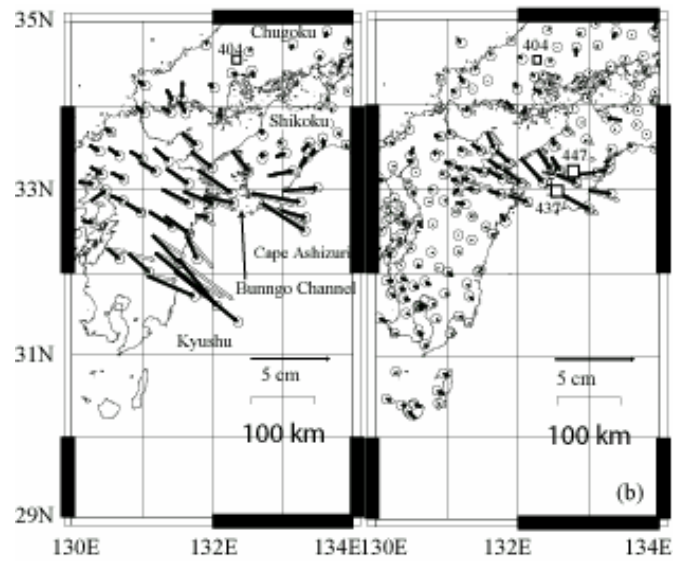 35N
33N
31N
29N
130E
132E
134E
Chugoku
404
Shikoku
Cape Ashizuri
Bunngo Channel
Kyushu
5 cm
100 km
404
447
437
5 cm
100 km
(b)
130E
132E
134E